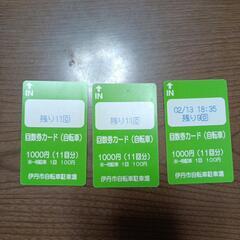 IN
残り11回
回数券カード(自転車)
1000円(11回分)
伊丹市自転車駐車場
IN
残り11回
回数券カード(自転車)
1000円(11回分)
伊丹市自転車駐車場
IN
02/13 18:35
残り9回
回数券カード(自転車)
1000円(11回分)
伊丹市自転車駐車場